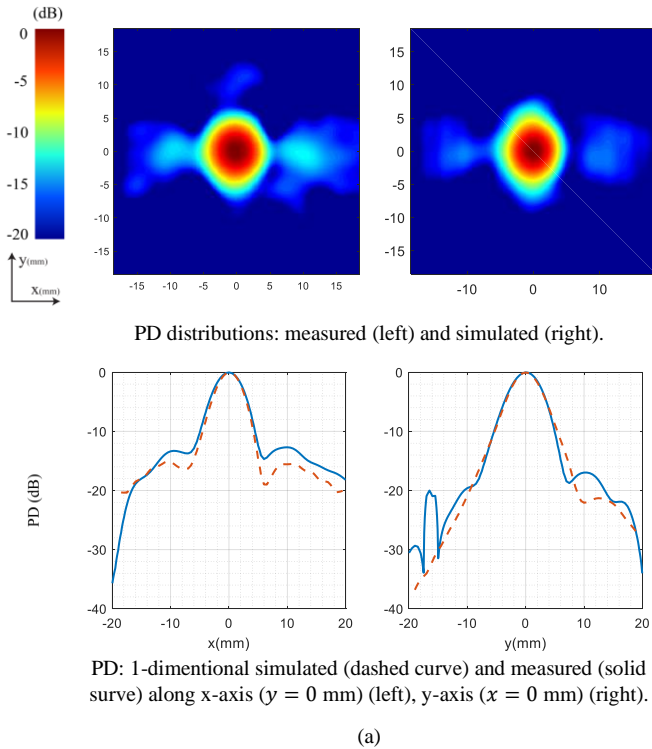 (dB)
0
-5
-10
-15
-20
y(mm)
x(mm)
15
10
5
0
-5
-10
-15
-15 -10 -5 0 5 10 15
15
10
5
0
-5
-10
-15
-10 0 10
PD distributions: measured (left) and simulated (right).
PD (dB)
0
-10
-20
-30
-40
-20 -10 0 10 20
x(mm)
0
-10
-20
-30
-40
-20 -10 0 10 20
y(mm)
PD: 1-dimentional simulated (dashed curve) and measured (solid
surve) along x-axis (𝑦 = 0 mm) (left), y-axis (𝑥 = 0 mm) (right).
(a)